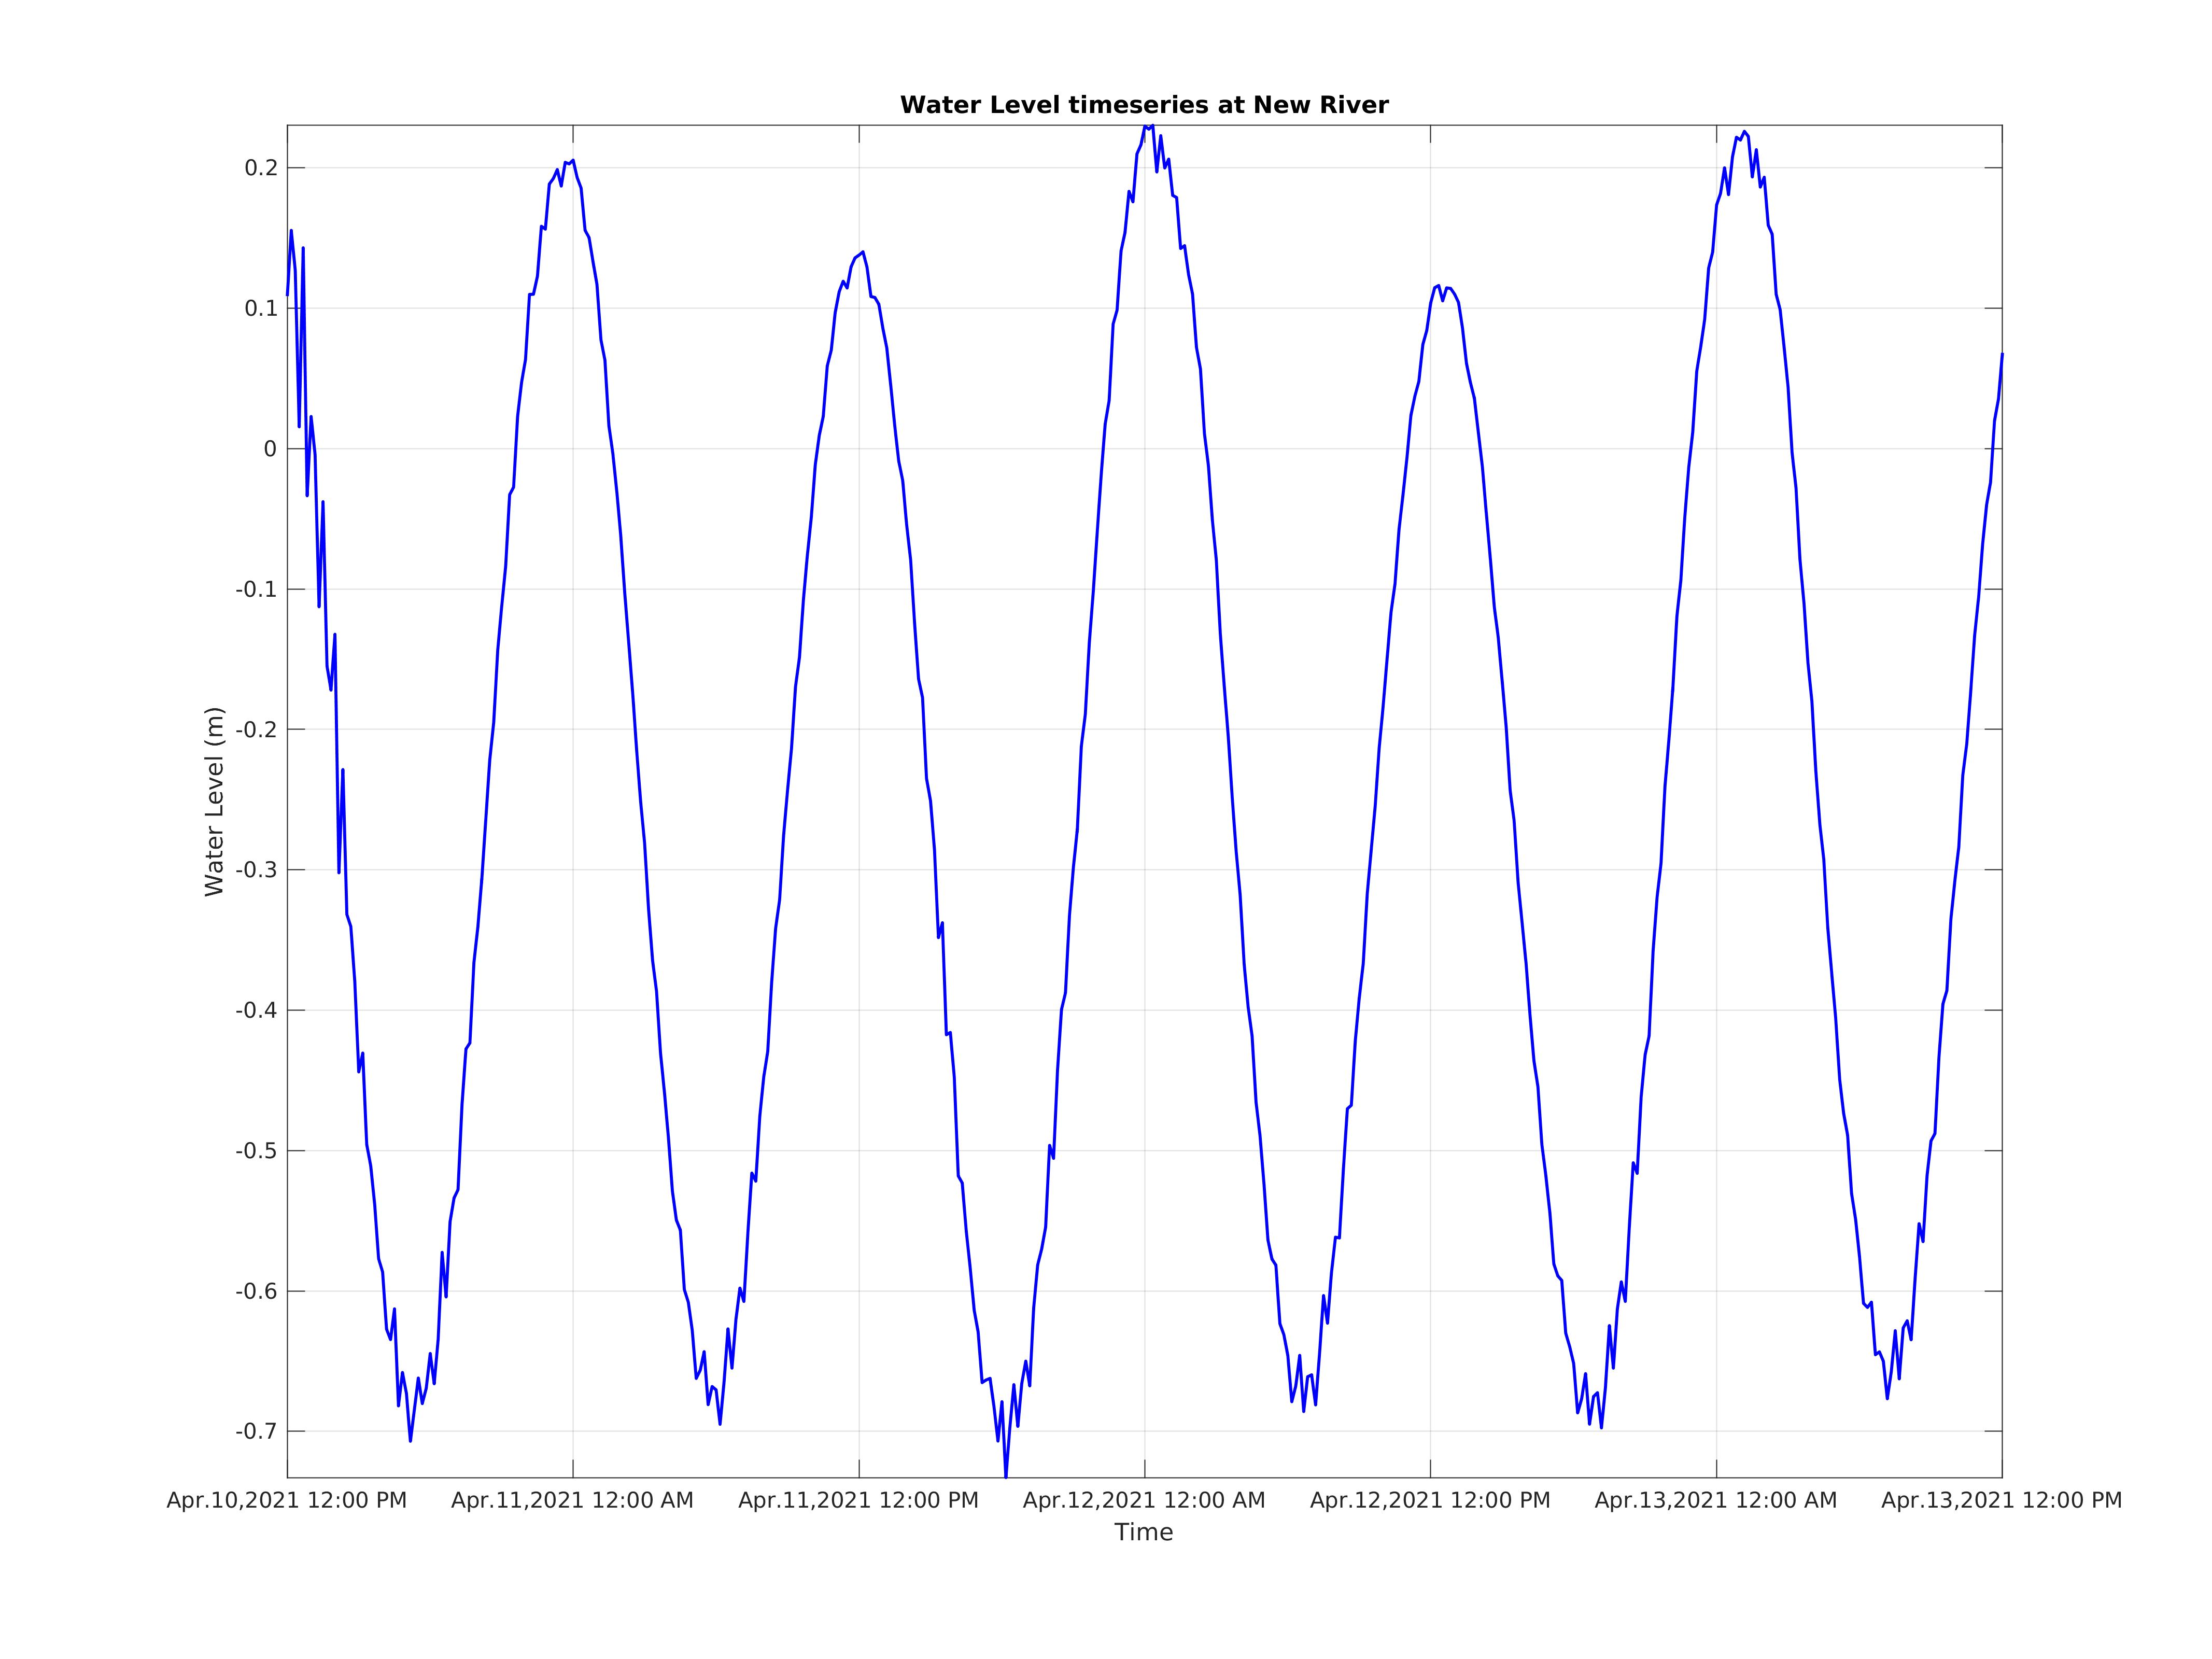 Water Level timeseries at New River
0.2
0.1
0
-0.1
-0.2
-0.3
-0.4
-0.5
-0.6
-0.7
Water Level (m)
Apr.10,2021 12:00 PM Apr.11,2021 12:00 AM Apr.11,2021 12:00 PM Apr.12,2021 12:00 AM Apr.12,2021 12:00 PM Apr.13,2021 12:00 AM Apr.13,2021 12:00 PM
Time